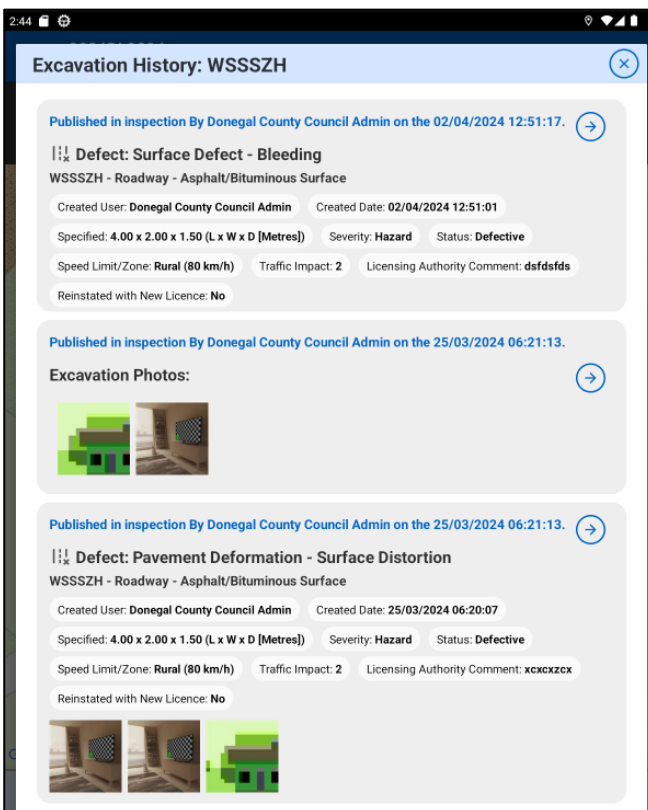 2:44
Excavation History: WSSSZH
Published in inspection By Donegal County Council Admin on the 02/04/2024 12:51:17.
Defect: Surface Defect - Bleeding
WSSSZH - Roadway - Asphalt/Bituminous Surface
Created User: Donegal County Council Admin Created Date: 02/04/2024 12:51:01
Specified: 4.00 x 2.00 x 1.50 (L x W x D [Metres]) Severity: Hazard Status: Defective
Speed Limit/Zone: Rural (80 km/h) Traffic Impact: 2 Licensing Authority Comment: dsfdsfds
Reinstated with New Licence: No
Published in inspection By Donegal County Council Admin on the 25/03/2024 06:21:13.
Excavation Photos:
Published in inspection By Donegal County Council Admin on the 25/03/2024 06:21:13.
Defect: Pavement Deformation - Surface Distortion
WSSSZH - Roadway - Asphalt/Bituminous Surface
Created User: Donegal County Council Admin Created Date: 25/03/2024 06:20:07
Specified: 4.00 x 2.00 x 1.50 (L x W x D [Metres]) Severity: Hazard Status: Defective
Speed Limit/Zone: Rural (80 km/h) Traffic Impact: 2 Licensing Authority Comment: xcxcxzcx
Reinstated with New Licence: No